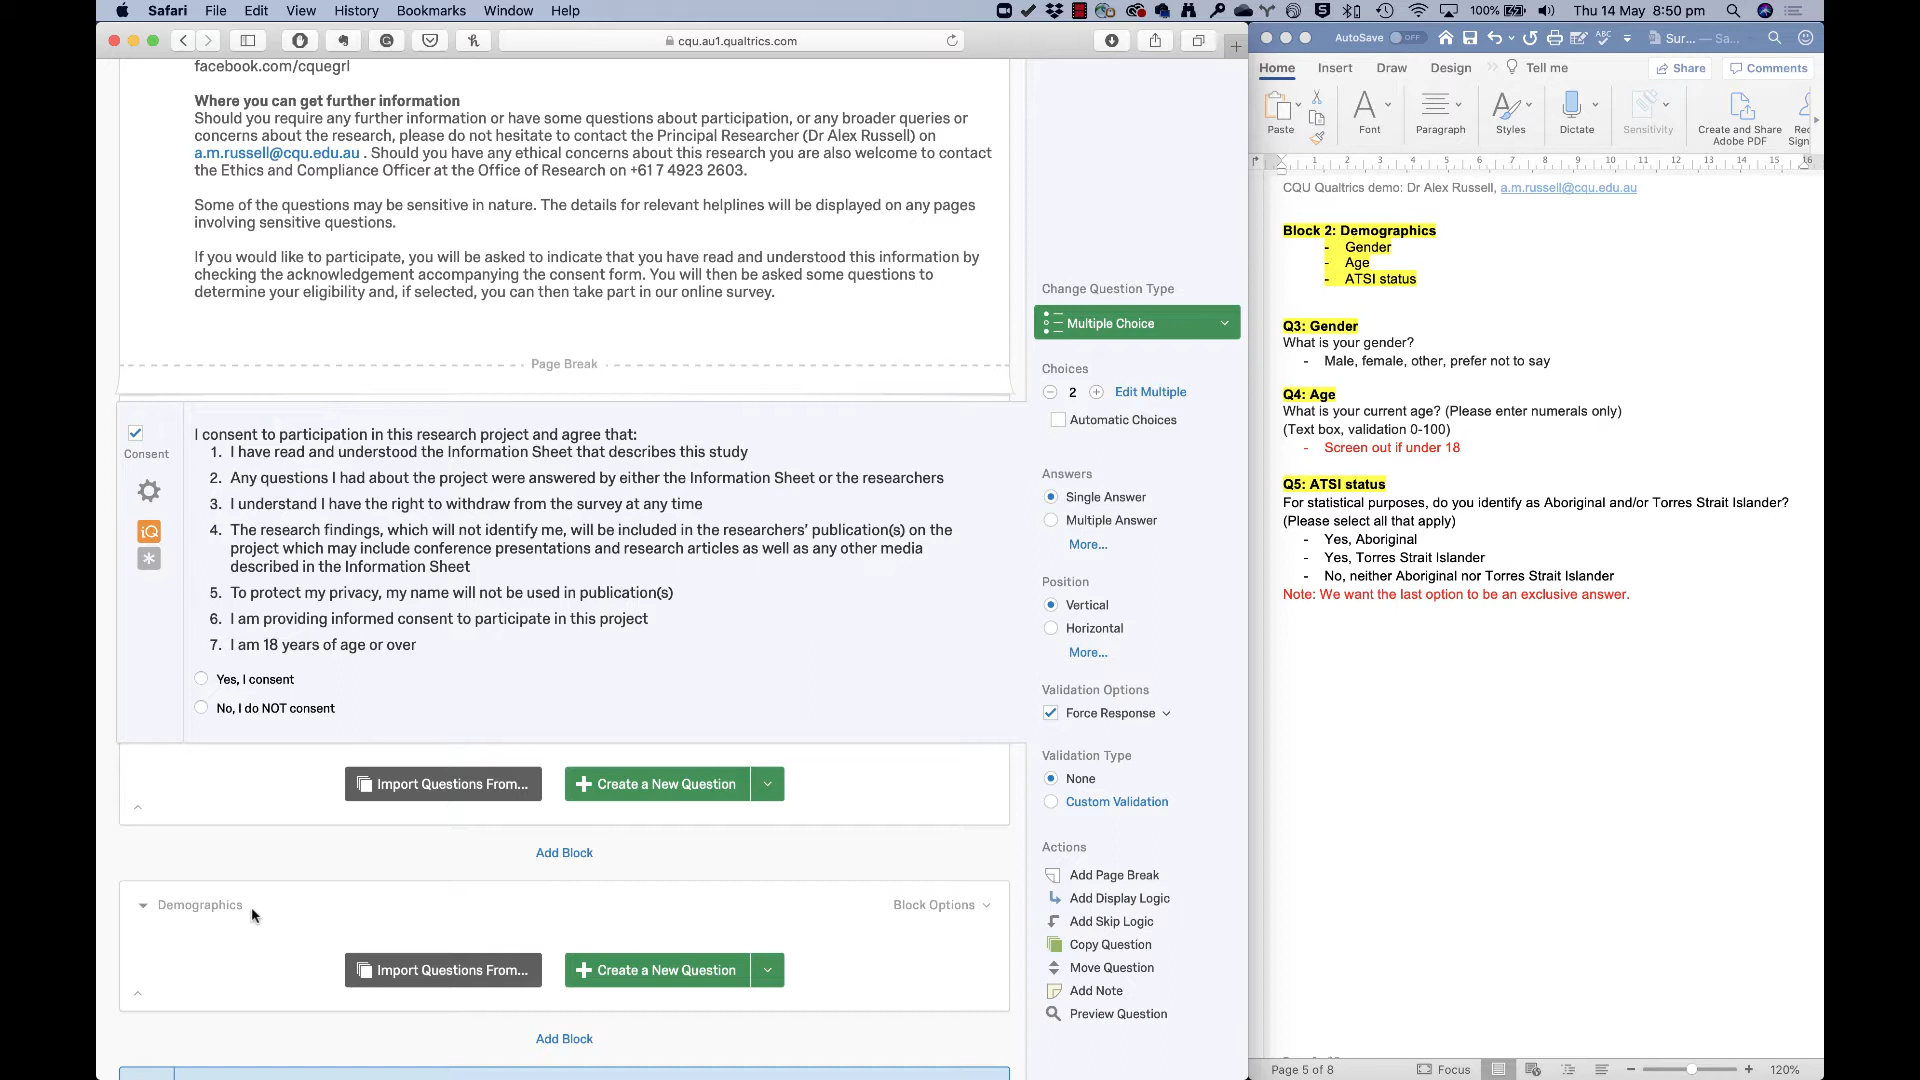 Safari File Edit View History Bookmarks Window Help
100% Thu 14 May 8:50 pm
cqu.au1.qualtrics.com
facebook.com/cquegrl
Where you can get further information
Should you require any further information or have some questions about participation, or any broader queries or
concerns about the research, please do not hesitate to contact the Principal Researcher (Dr Alex Russell) on
a.m.russell@cqu.edu.au . Should you have any ethical concerns about this research you are also welcome to contact
the Ethics and Compliance Officer at the Office of Research on +61 7 4923 2603.
Some of the questions may be sensitive in nature. The details for relevant helplines will be displayed on any pages
involving sensitive questions.
If you would like to participate, you will be asked to indicate that you have read and understood this information by
checking the acknowledgement accompanying the consent form. You will then be asked some questions to
determine your eligibility and, if selected, you can then take part in our online survey.
Page Break
Consent
iQ
I consent to participation in this research project and agree that:
1. I have read and understood the Information Sheet that describes this study
2. Any questions I had about the project were answered by either the Information Sheet or the researchers
3. I understand I have the right to withdraw from the survey at any time
4. The research findings, which will not identify me, will be included in the researchers' publication(s) on the
project which may include conference presentations and research articles as well as any other media
described in the Information Sheet
5. To protect my privacy, my name will not be used in publication(s)
6. I am providing informed consent to participate in this project
7. I am 18 years of age or over
Yes, I consent
No, I do NOT consent
Import Questions From... Create a New Question
Add Block
Demographics Block Options
Import Questions From... Create a New Question
Add Block
Change Question Type
Multiple Choice
Choices
2 Edit Multiple
Automatic Choices
Answers
Single Answer
Multiple Answer
More...
Position
Vertical
Horizontal
More...
Validation Options
Force Response
Validation Type
None
Custom Validation
Actions
Add Page Break
Add Display Logic
Add Skip Logic
Copy Question
Move Question
Add Note
Preview Question
AutoSave OFF Sur... — Sa...
Home Insert Draw Design Tell me Share Comments
Paste Font Paragraph Styles Dictate Sensitivity Create and Share
Adobe PDF
1 2 3 4 5 6 7 8 9 10 11 12 13 14 15 16
CQU Qualtrics demo: Dr Alex Russell, a.m.russell@cqu.edu.au
Block 2: Demographics
- Gender
- Age
- ATSI status
Q3: Gender
What is your gender?
- Male, female, other, prefer not to say
Q4: Age
What is your current age? (Please enter numerals only)
(Text box, validation 0-100)
- Screen out if under 18
Q5: ATSI status
For statistical purposes, do you identify as Aboriginal and/or Torres Strait Islander?
(Please select all that apply)
- Yes, Aboriginal
- Yes, Torres Strait Islander
- No, neither Aboriginal nor Torres Strait Islander
Note: We want the last option to be an exclusive answer.
Page 5 of 8 Focus 120%